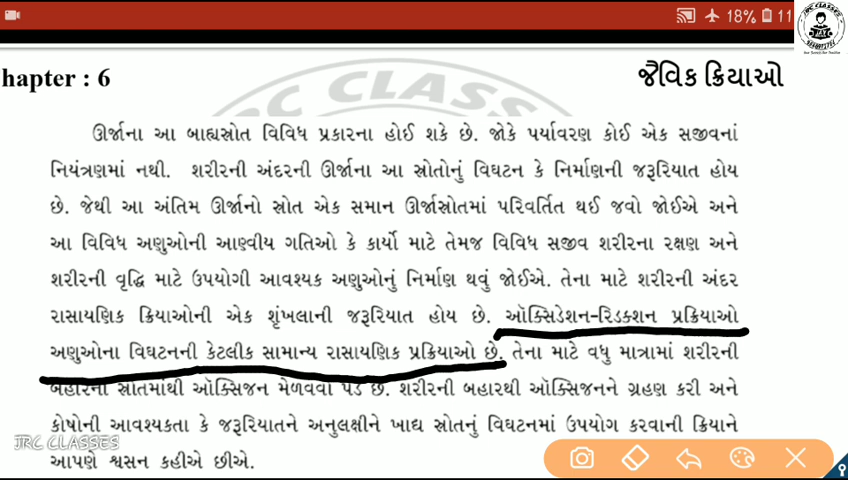 18% 11
JRC CLASSES
JAY
hapter : 6
જૈવિક ક્રિયાઓ
JRC CLASS
ઊર્જાના આ બાહ્યસ્રોત વિવિધ પ્રકારના હોઈ શકે છે. જોકે પર્યાવરણ કોઈ એક સજીવનાં
નિયંત્રણમાં નથી. શરીરની અંદરની ઊર્જાના આ સ્રોતોનું વિઘટન કે નિર્માણની જરૂરિયાત હોય
છે. જેથી આ અંતિમ ઊર્જાનો સ્રોત એક સમાન ઊર્જાસ્રોતમાં પરિવર્તિત થઈ જવો જોઈએ અને
આ વિવિધ અણુઓની આણ્વીય ગતિઓ કે કાર્યો માટે તેમજ વિવિધ સજીવ શરીરના રક્ષણ અને
શરીરની વૃદ્ધિ માટે ઉપયોગી આવશ્યક અણુઓનું નિર્માણ થવું જોઈએ. તેના માટે શરીરની અંદર
રાસાયણિક ક્રિયાઓની એક શૃંખલાની જરૂરિયાત હોય છે. ઑક્સિડેશન-રિડક્શન પ્રક્રિયાઓ
અણુઓના વિઘટનની કેટલીક સામાન્ય રાસાયણિક પ્રક્રિયાઓ છે. તેના માટે વધુ માત્રામાં શરીરની
બહારના સ્રોતમાંથી ઑક્સિજન મેળવવો પડે છે. શરીરની બહારથી ઑક્સિજનને ગ્રહણ કરી અને
કોષોની આવશ્યકતા કે જરૂરિયાતને અનુલક્ષીને ખાદ્ય સ્રોતનું વિઘટનમાં ઉપયોગ કરવાની ક્રિયાને
JRC CLASSES
આપણે શ્વસન કહીએ છીએ.